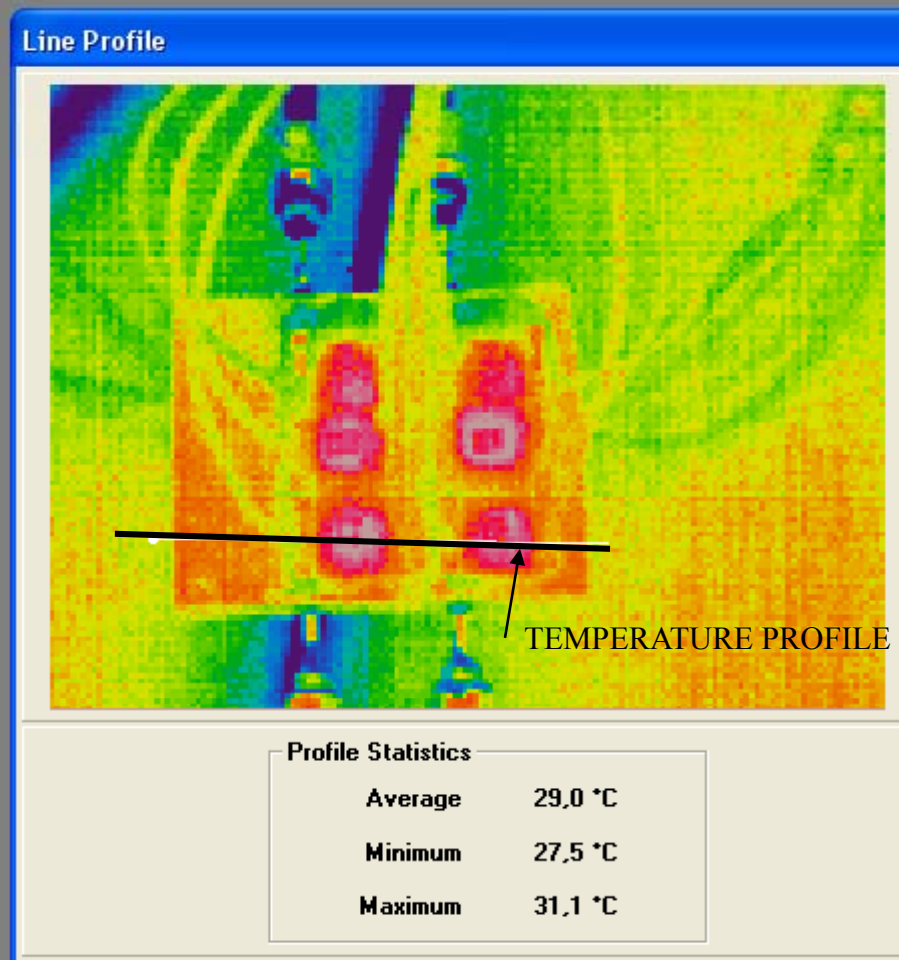 Line Profile
TEMPERATURE PROFILE
Profile Statistics
Average 29,0 °C
Minimum 27,5 °C
Maximum 31,1 °C